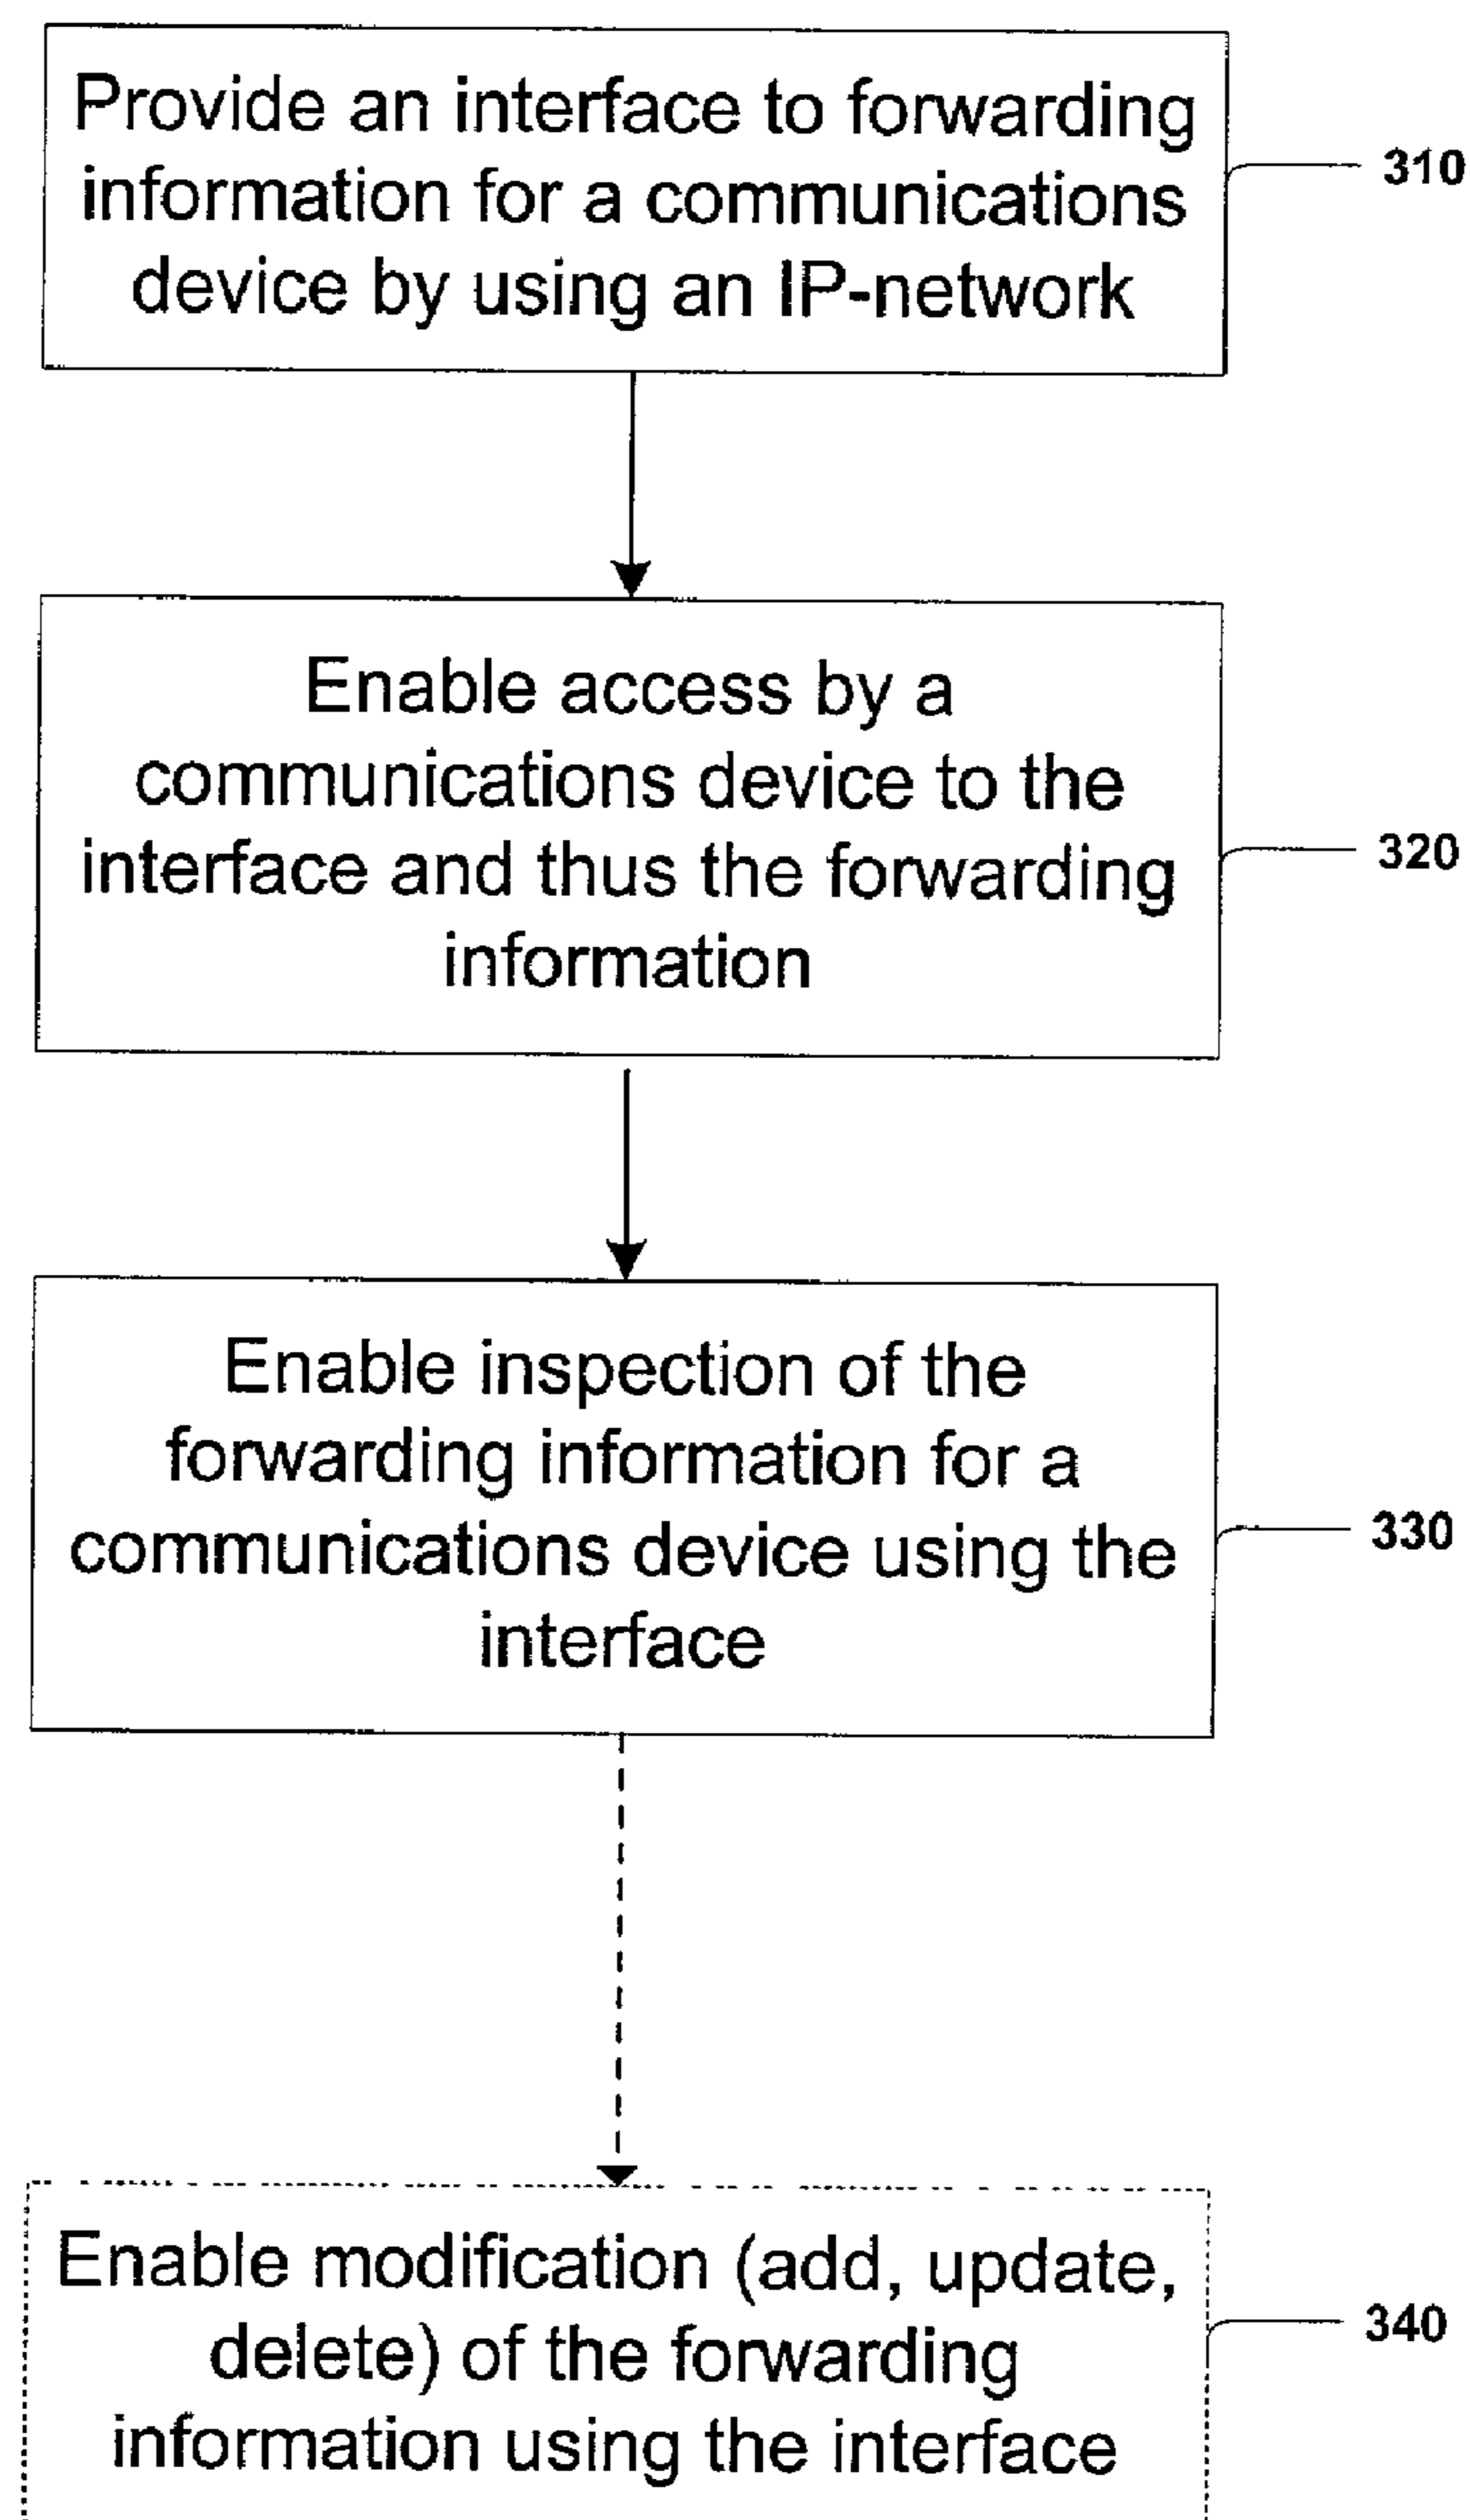 Provide an interface to forwarding
information for a communications
device by using an IP-network
310
Enable access by a
communications device to the
interface and thus the forwarding
information
320
Enable inspection of the
forwarding information for a
communications device using the
interface
330
Enable modification (add, update,
delete) of the forwarding
information using the interface
340